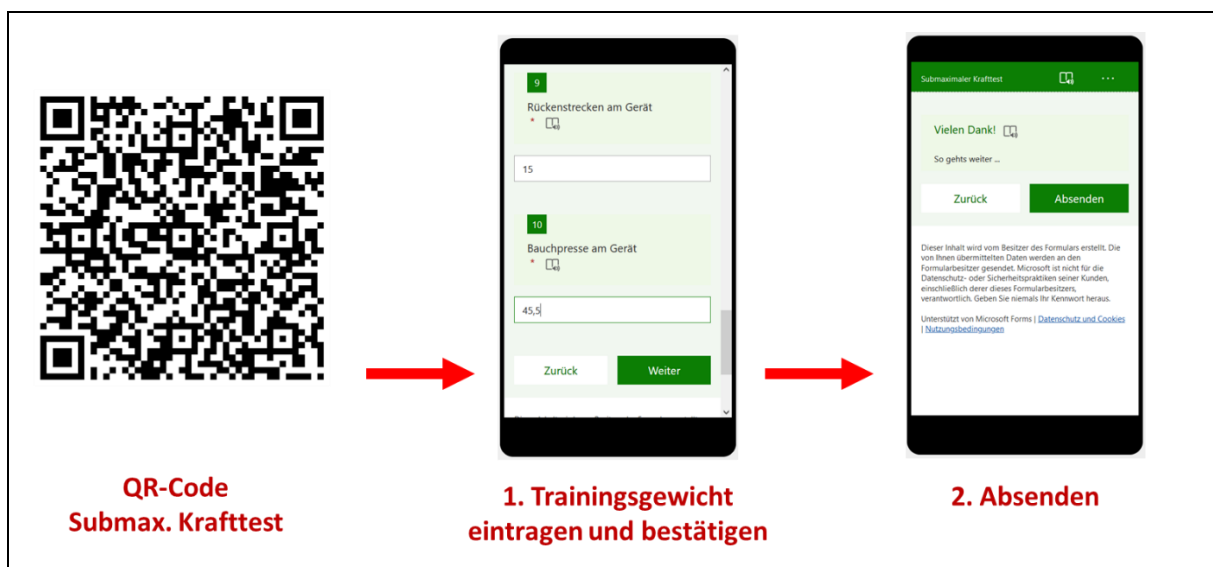 QR-Code
Submax. Krafttest
9
Rückenstrecken am Gerät
*
15
10
Bauchpresse am Gerät
*
45,5
Zurück
Weiter
1. Trainingsgewicht
eintragen und bestätigen
Submaximaler Krafttest
...
Vielen Dank!
So gehts weiter ...
Zurück
Absenden
Dieser Inhalt wird vom Besitzer des Formulars erstellt. Die
von Ihnen übermittelten Daten werden an den
Formularbesitzer gesendet. Microsoft ist nicht für die
Datenschutz- oder Sicherheitspraktiken seiner Kunden,
einschließlich derer dieses Formularbesitzers,
verantwortlich. Geben Sie niemals Ihr Kennwort heraus.
Unterstützt von Microsoft Forms | Datenschutz und Cookies
| Nutzungsbedingungen
2. Absenden